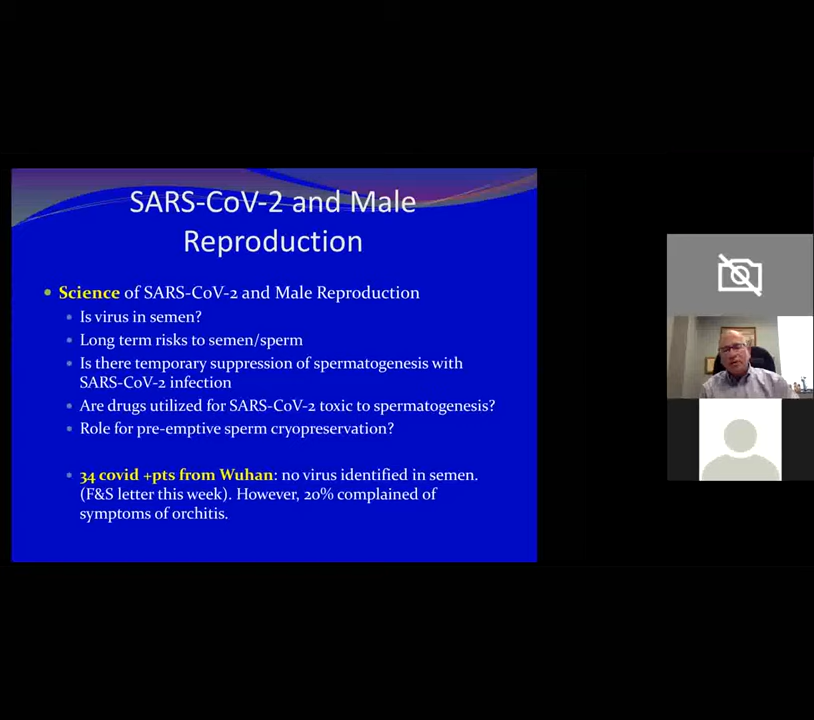 SARS-CoV-2 and Male
Reproduction
Science of SARS-CoV-2 and Male Reproduction
Is virus in semen?
Long term risks to semen/sperm
Is there temporary suppression of spermatogenesis with
SARS-CoV-2 infection
Are drugs utilized for SARS-CoV-2 toxic to spermatogenesis?
Role for pre-emptive sperm cryopreservation?
34 covid +pts from Wuhan: no virus identified in semen.
(F&S letter this week). However, 20% complained of
symptoms of orchitis.